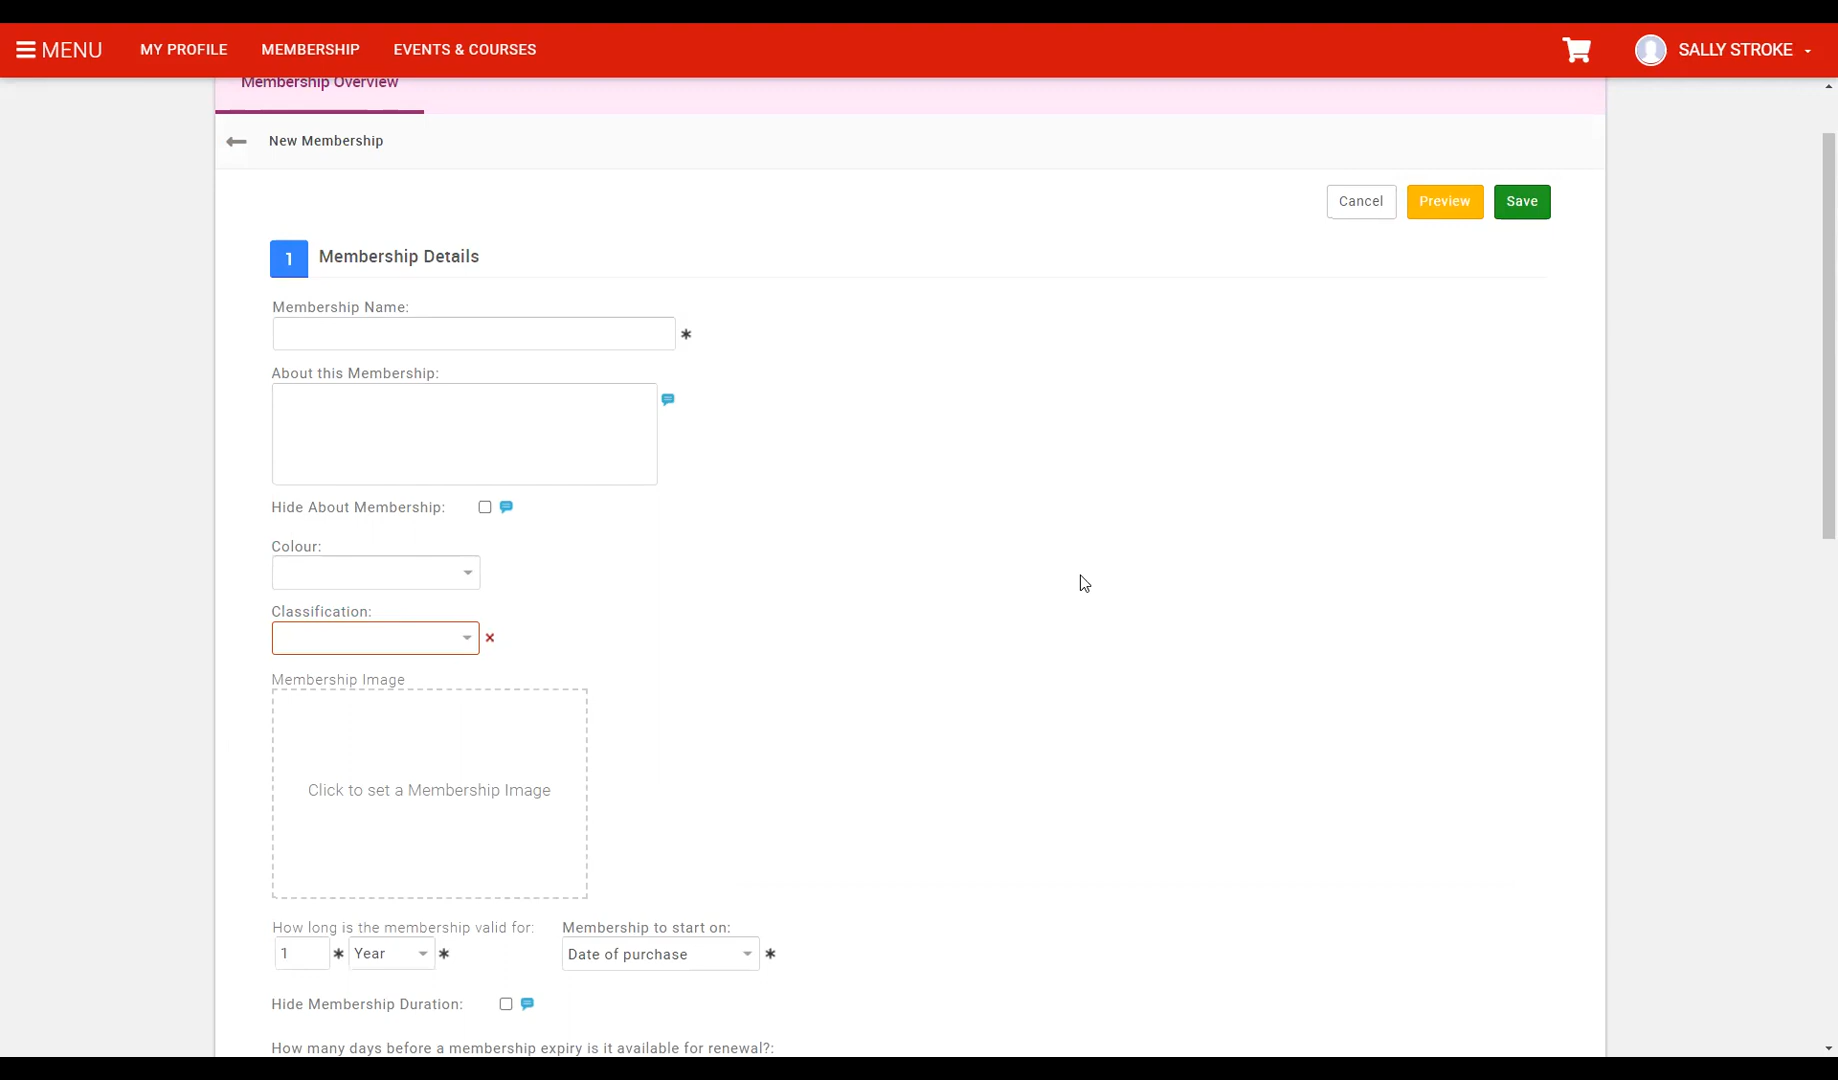 MENU MY PROFILE MEMBERSHIP EVENTS & COURSES SALLY STROKE
Membership Overview
New Membership
Cancel Preview Save
1 Membership Details
Membership Name:
*
About this Membership:
Hide About Membership:
Colour:
Classification:
×
Membership Image
Click to set a Membership Image
How long is the membership valid for: Membership to start on:
1 * Year * Date of purchase *
Hide Membership Duration:
How many days before a membership expiry is it available for renewal?: